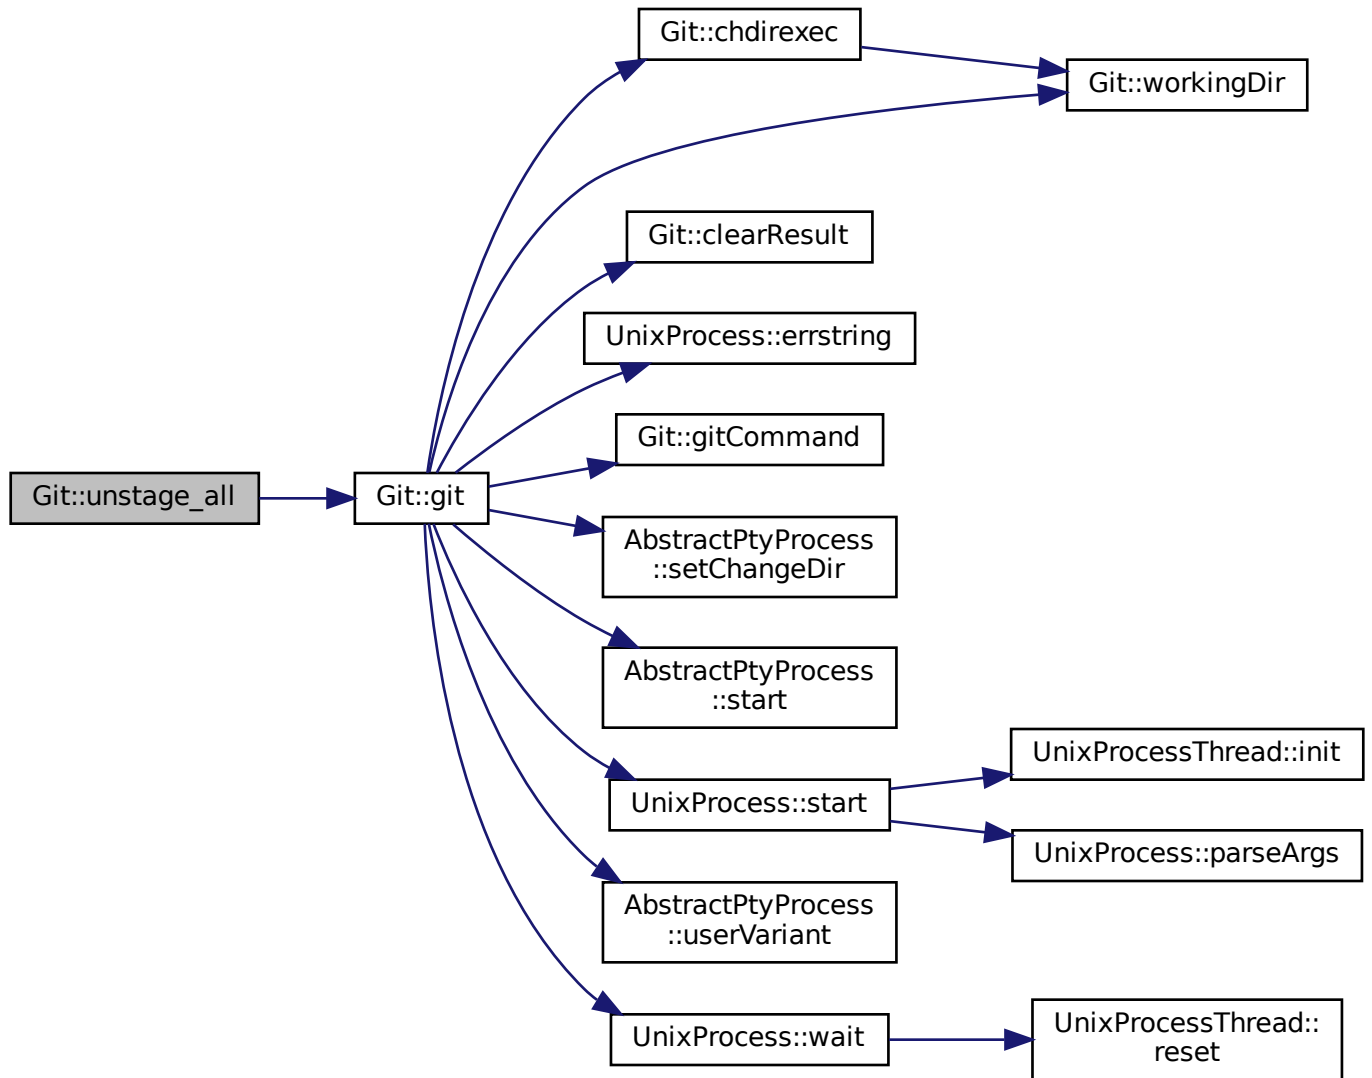 Git::chdirexec
Git::workingDir
Git::clearResult
UnixProcess::errstring
Git::gitCommand
Git::unstage_all
Git::git
AbstractPtyProcess
::setChangeDir
AbstractPtyProcess
::start
UnixProcessThread::init
UnixProcess::start
UnixProcess::parseArgs
AbstractPtyProcess
::userVariant
UnixProcess::wait
UnixProcessThread::
reset